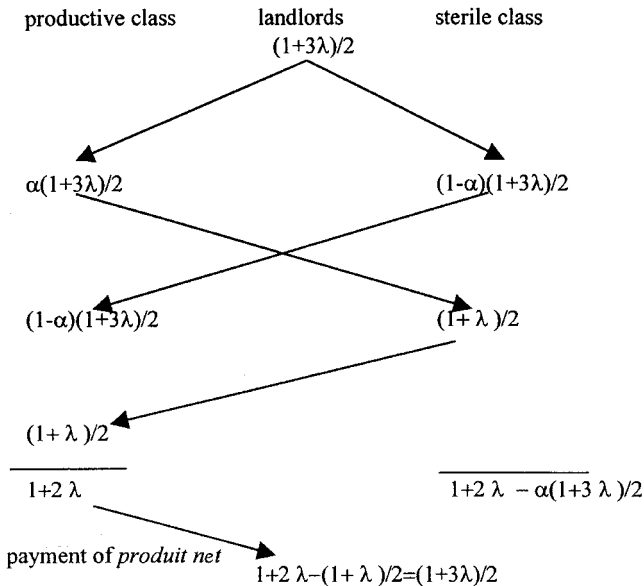 productive class landlords sterile class
(1+3λ)/2
α(1+3λ)/2 (1-α)(1+3λ)/2
(1-α)(1+3λ)/2 (1+ λ )/2
(1+ λ )/2
1+2 λ 1+2 λ − α(1+3 λ )/2
payment of produit net 1+2 λ−(1+ λ )/2=(1+3λ)/2